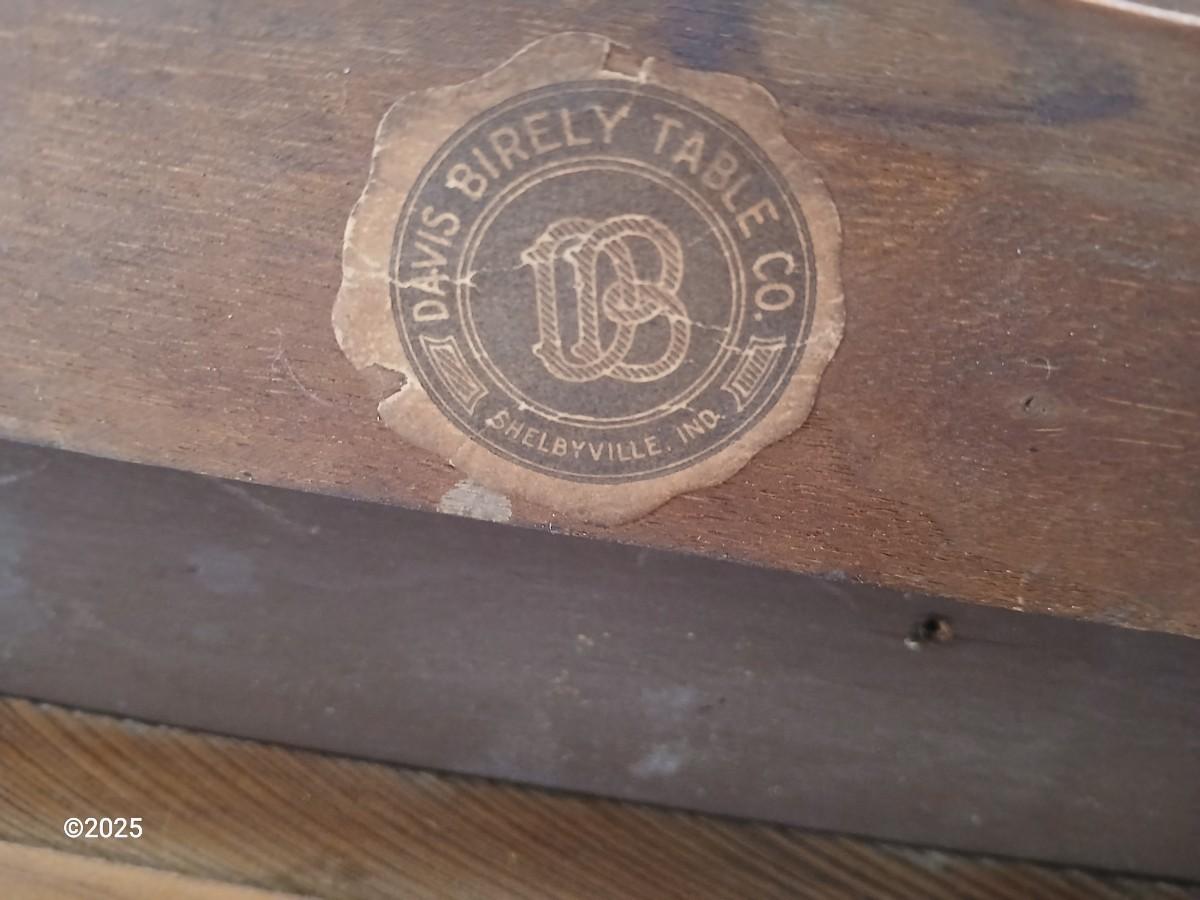 DAVIS BIRELY TABLE CO.
DB
SHELBYVILLE, IND.
©2025